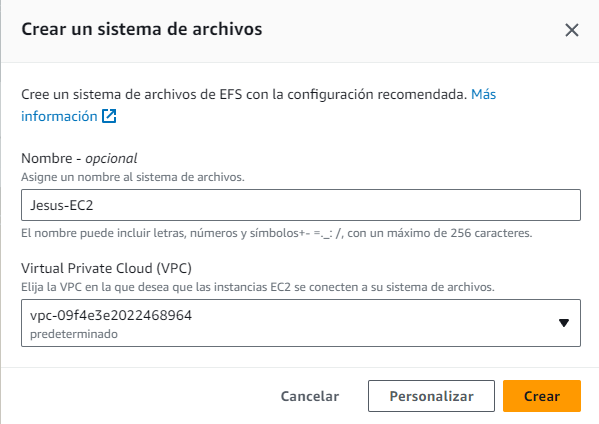 Crear un sistema de archivos
Cree un sistema de archivos de EFS con la configuración recomendada. Más
información
Nombre - opcional
Asigne un nombre al sistema de archivos.
Jesus-EC2
El nombre puede incluir letras, números y símbolos+- =._: /, con un máximo de 256 caracteres.
Virtual Private Cloud (VPC)
Elija la VPC en la que desea que las instancias EC2 se conecten a su sistema de archivos.
vpc-09f4e3e2022468964
predeterminado
Cancelar Personalizar Crear